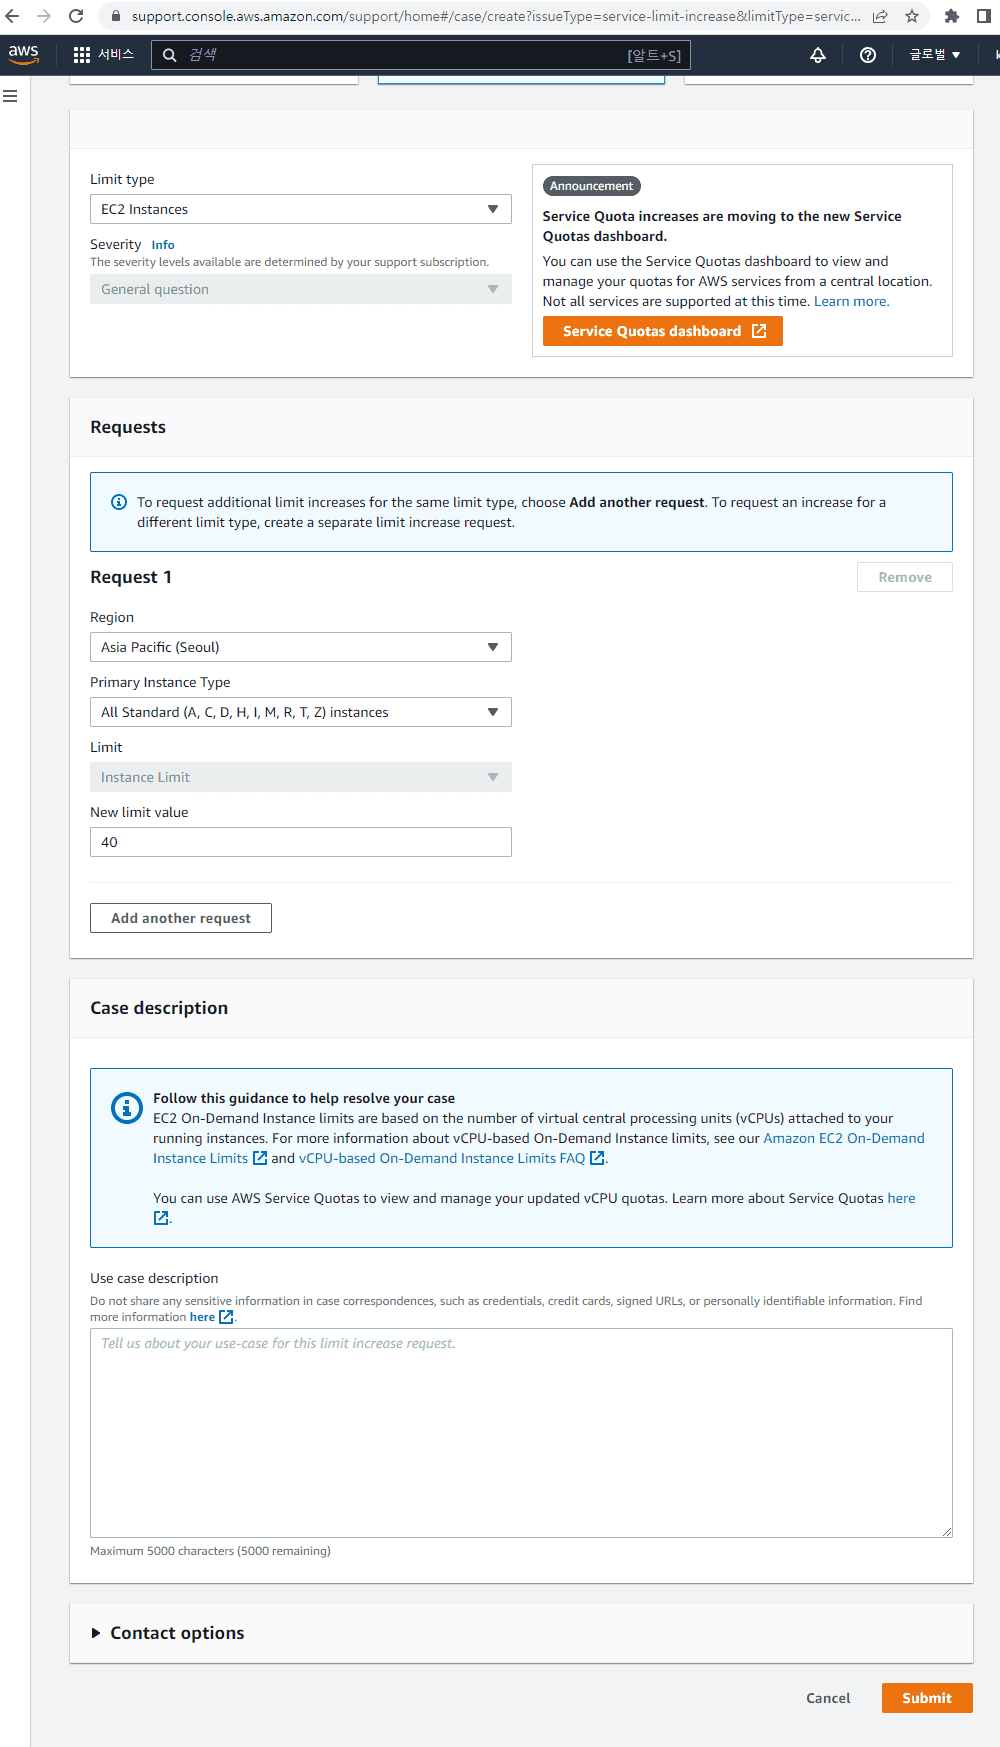 support.console.aws.amazon.com/support/home#/case/create?issueType=service-limit-increase&limitType=servic...
aws
서비스
검색
[알트+S]
글로벌
Limit type
EC2 Instances
Severity Info
The severity levels available are determined by your support subscription.
General question
Announcement
Service Quota increases are moving to the new Service
Quotas dashboard.
You can use the Service Quotas dashboard to view and
manage your quotas for AWS services from a central location.
Not all services are supported at this time. Learn more.
Service Quotas dashboard
Requests
To request additional limit increases for the same limit type, choose Add another request. To request an increase for a
different limit type, create a separate limit increase request.
Request 1
Remove
Region
Asia Pacific (Seoul)
Primary Instance Type
All Standard (A, C, D, H, I, M, R, T, Z) instances
Limit
Instance Limit
New limit value
40
Add another request
Case description
Follow this guidance to help resolve your case
EC2 On-Demand Instance limits are based on the number of virtual central processing units (vCPUs) attached to your
running instances. For more information about vCPU-based On-Demand Instance limits, see our Amazon EC2 On-Demand
Instance Limits and vCPU-based On-Demand Instance Limits FAQ.
You can use AWS Service Quotas to view and manage your updated vCPU quotas. Learn more about Service Quotas here
.
Use case description
Do not share any sensitive information in case correspondences, such as credentials, credit cards, signed URLs, or personally identifiable information. Find
more information here.
Tell us about your use-case for this limit increase request.
Maximum 5000 characters (5000 remaining)
Contact options
Cancel
Submit